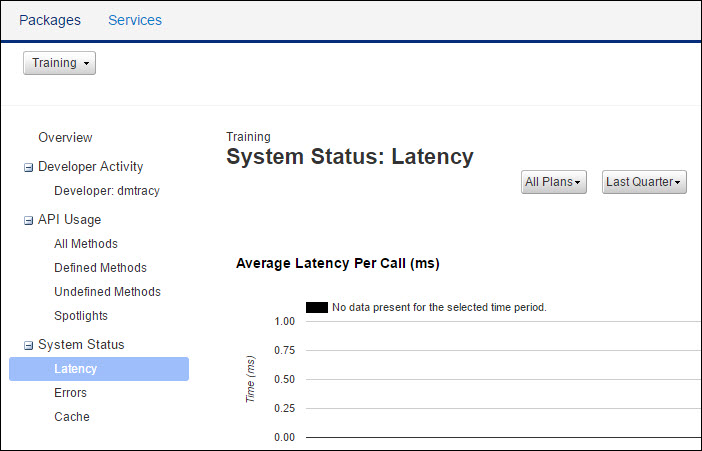 Packages Services
Training
Overview
Developer Activity
Developer: dmtracy
API Usage
All Methods
Defined Methods
Undefined Methods
Spotlights
System Status
Latency
Errors
Cache
Training
System Status: Latency
All Plans Last Quarter
Average Latency Per Call (ms)
No data present for the selected time period.
1.00
0.75
0.50
0.25
0.00
Time (ms)